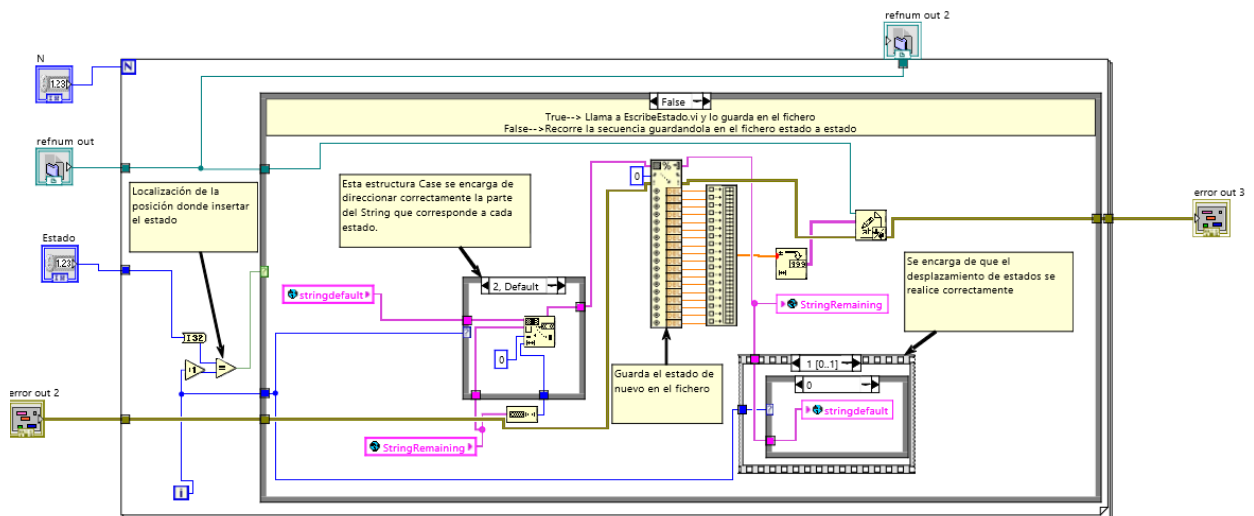 refnum out 2
N
1.23
N
False
True--> Llama a EscribeEstado.vi y lo guarda en el fichero
False-->Recorre la secuencia guardandola en el fichero estado a estado
refnum out
Localización de la
posición donde insertar
el estado
Esta estructura Case se encarga de
direccionar correctamente la parte
del String que corresponde a cada
estado.
0
error out 3
Estado
1.23
Se encarga de que el
desplazamiento de estados se
realice correctamente
2, Default
stringdefault
StringRemaining
I32
0
Guarda el estado de
nuevo en el fichero
1 [0..1]
0
stringdefault
error out 2
StringRemaining
i